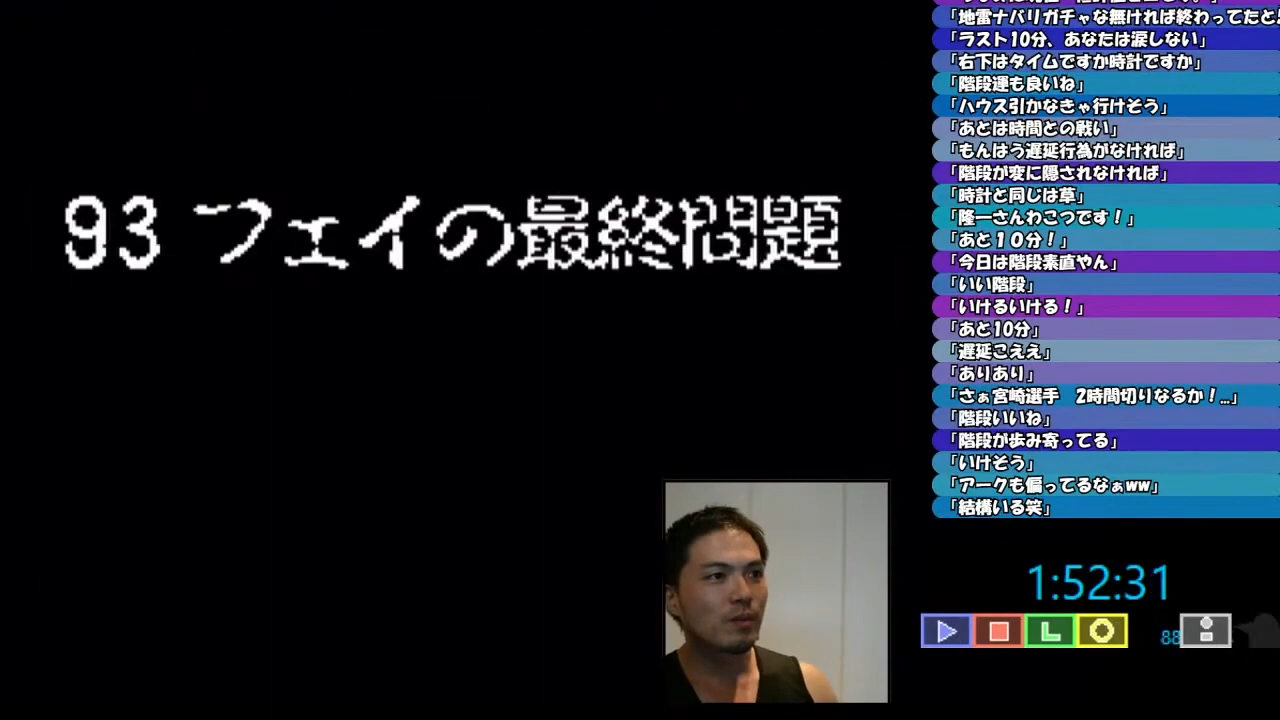 93 フェイの最終問題
「地雷ナバリガチャな無ければ終わってたと
「ラスト10分、あなたは涙しない」
「右下はタイムですか時計ですか」
「階段運も良いね」
「ハウス引かなきゃ行けそう」
「あとは時間との戦い」
「もんはう遅延行為がなければ」
「階段が変に隠されなければ」
「時計と同じは草」
「隆一さんわこつです！」
「あと１０分！」
「今日は階段素直やん」
「いい階段」
「いけるいける！」
「あと10分」
「遅延こええ」
「ありあり」
「さぁ宮崎選手　2時間切りなるか！...」
「階段いいね」
「階段が歩み寄ってる」
「いけそう」
「アークも偏ってるなぁww」
「結構いる笑」
1:52:31
88